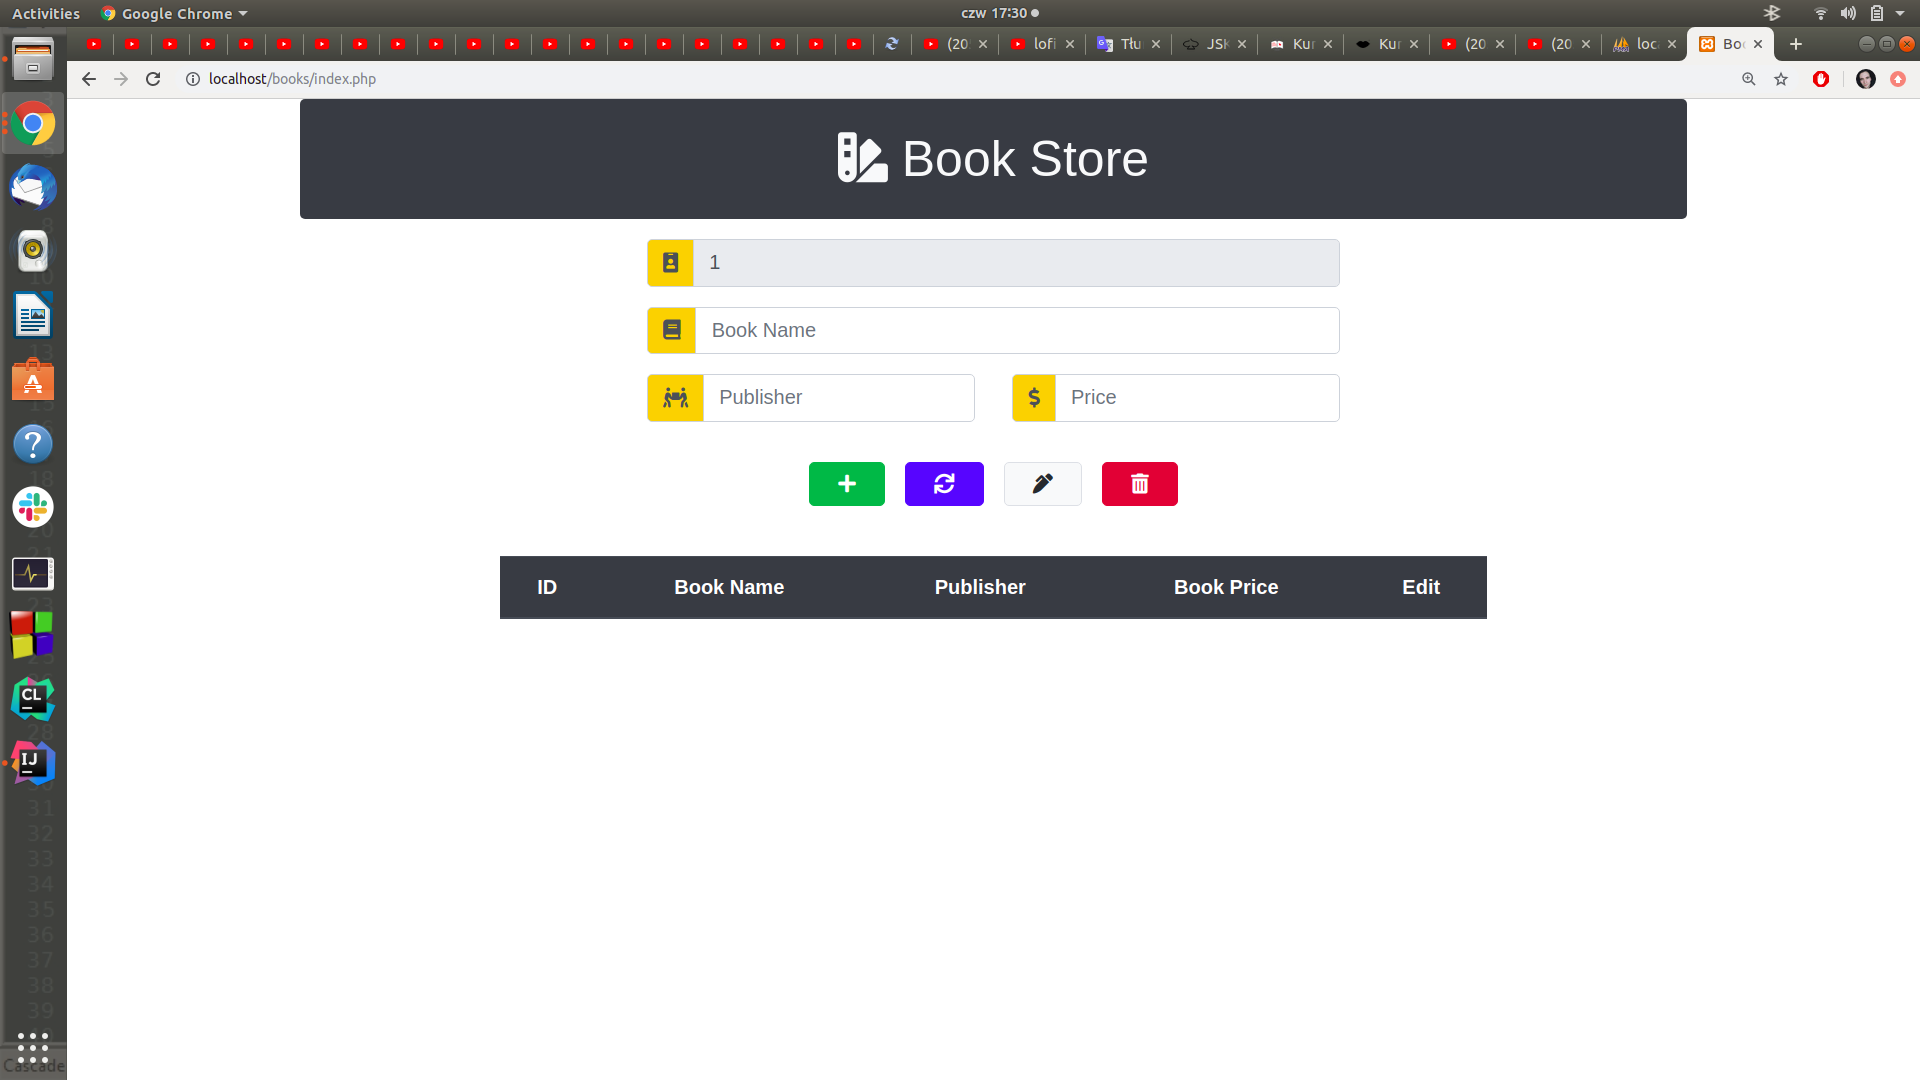 Activities
Google Chrome
czw 17:30
(20
lofi
Tłu
JSK
Kur
Kur
(20
(20
loca
Boo
localhost/books/index.php
Book Store
1
Book Name
Publisher
Price
ID Book Name Publisher Book Price Edit
CL
IJ
31
32
33
34
35
36
37
38
39
Cascade